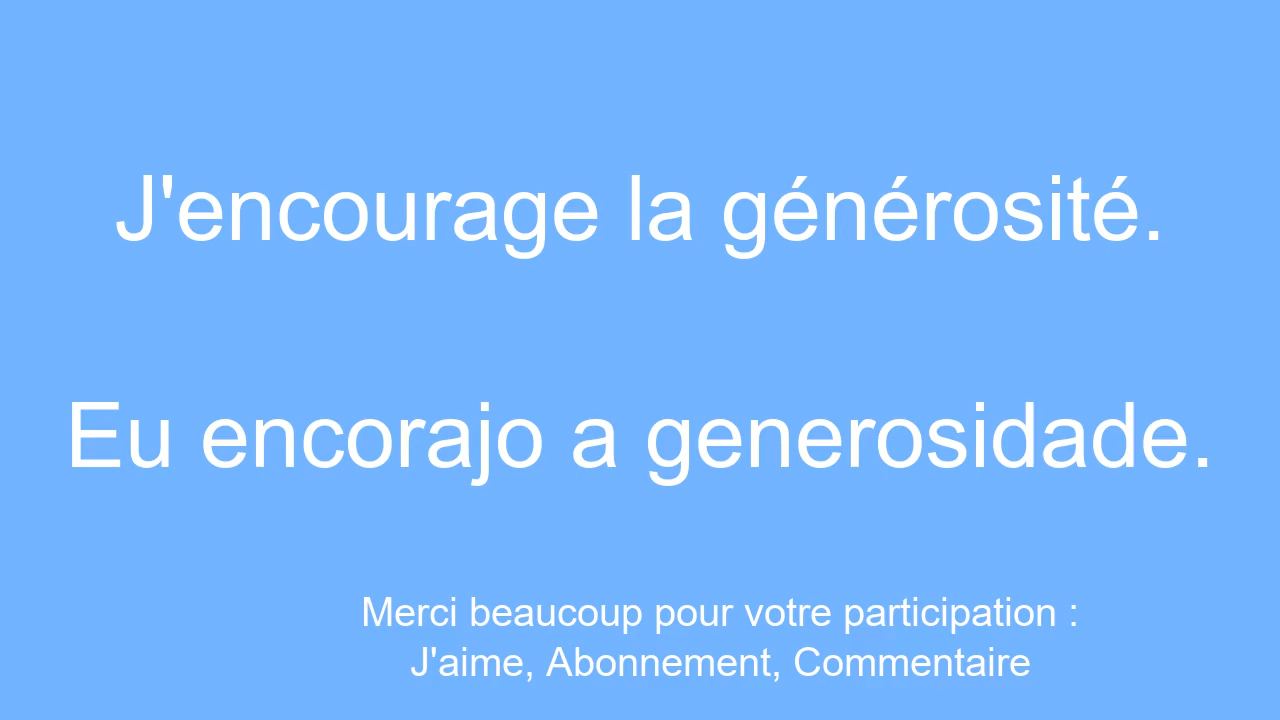 J'encourage la générosité.
Eu encorajo a generosidade.
Merci beaucoup pour votre participation :
J'aime, Abonnement, Commentaire